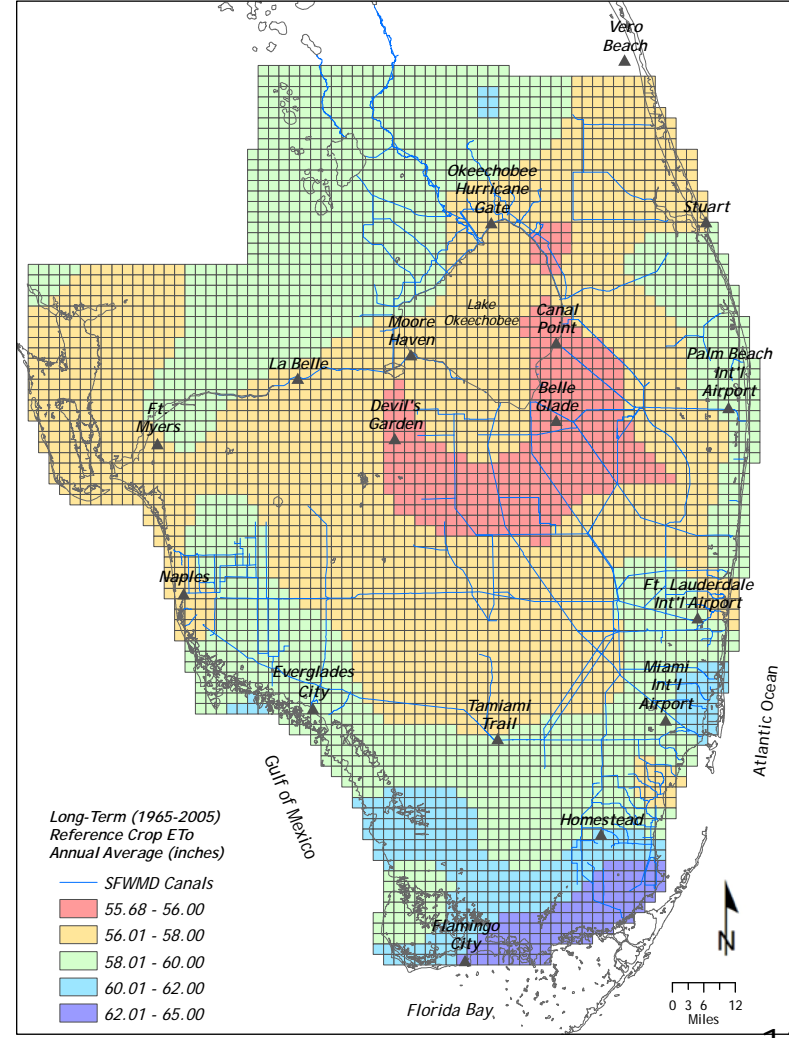 Vero
Beach
Okeechobee
Hurricane
Gate
Stuart
Lake
Okeechobee
Canal
Point
Moore
Haven
Palm Beach
Int'l
Airport
La Belle
Belle
Glade
Devil's
Garden
Ft.
Myers
Naples
Ft. Lauderdale
Int'l Airport
Everglades
City
Miami
Int'l
Airport
Tamiami
Trail
Atlantic Ocean
Gulf of Mexico
Homestead
Long-Term (1965-2005)
Reference Crop ETo
Annual Average (inches)
SFWMD Canals
55.68 - 56.00
56.01 - 58.00
58.01 - 60.00
60.01 - 62.00
62.01 - 65.00
Flamingo
City
Florida Bay
N
0 3 6 12
Miles